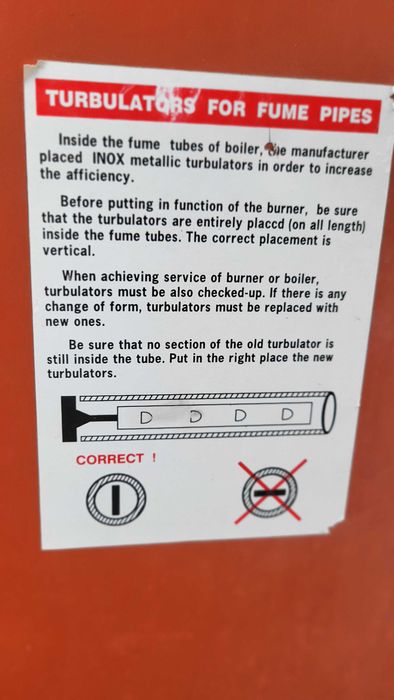 TURBULATORS FOR FUME PIPES
Inside the fume tubes of boiler, the manufacturer
placed INOX metallic turbulators in order to increase
the afficiency.
Before putting in function of the burner, be sure
that the turbulators are entirely placcd (on all length)
inside the fume tubes. The correct placement is
vertical.
When achieving service of burner or boiler,
turbulators must be also checked-up. If there is any
change of form, turbulators must be replaced with
new ones.
Be sure that no section of the old turbulator is
still inside the tube. Put in the right place the new
turbulators.
CORRECT !